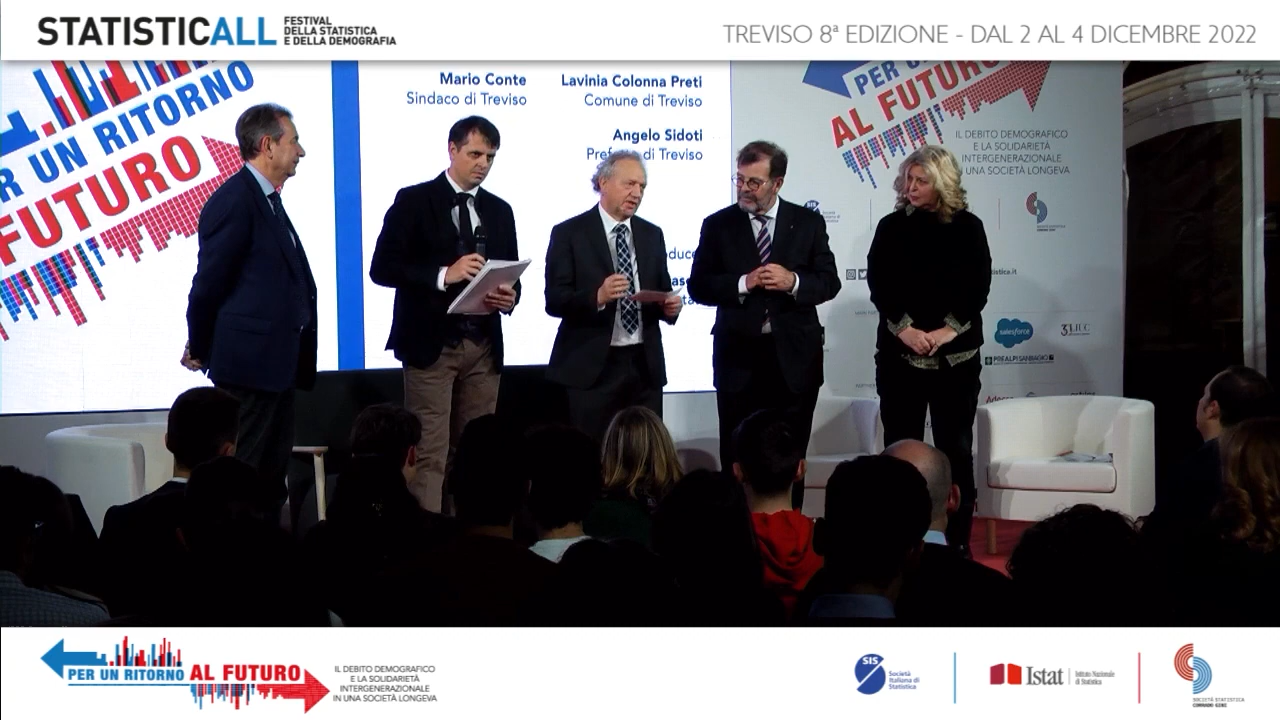 STATISTICALL
FESTIVAL
DELLA STATISTICA
E DELLA DEMOGRAFIA
TREVISO 8ª EDIZIONE - DAL 2 AL 4 DICEMBRE 2022
PER UN RITORNO
AL FUTURO
Mario Conte
Sindaco di Treviso
Lavinia Colonna Preti
Comune di Treviso
Angelo Sidoti
Prefetto di Treviso
PER UN
AL FUTURO
IL DEBITO DEMOGRAFICO
E LA SOLIDARIETÀ
INTERGENERAZIONALE
IN UNA SOCIETÀ LONGEVA
SIS
salesforce
LIUC
PREALPI SANBIAGIO
PER UN RITORNO
AL FUTURO
IL DEBITO DEMOGRAFICO
E LA SOLIDARIETÀ
INTERGENERAZIONALE
IN UNA SOCIETÀ LONGEVA
SIS
Società
Italiana di
Statistica
Istat
Istituto Nazionale
di Statistica
SOCIETÀ STATISTICA
CORRADO GINI